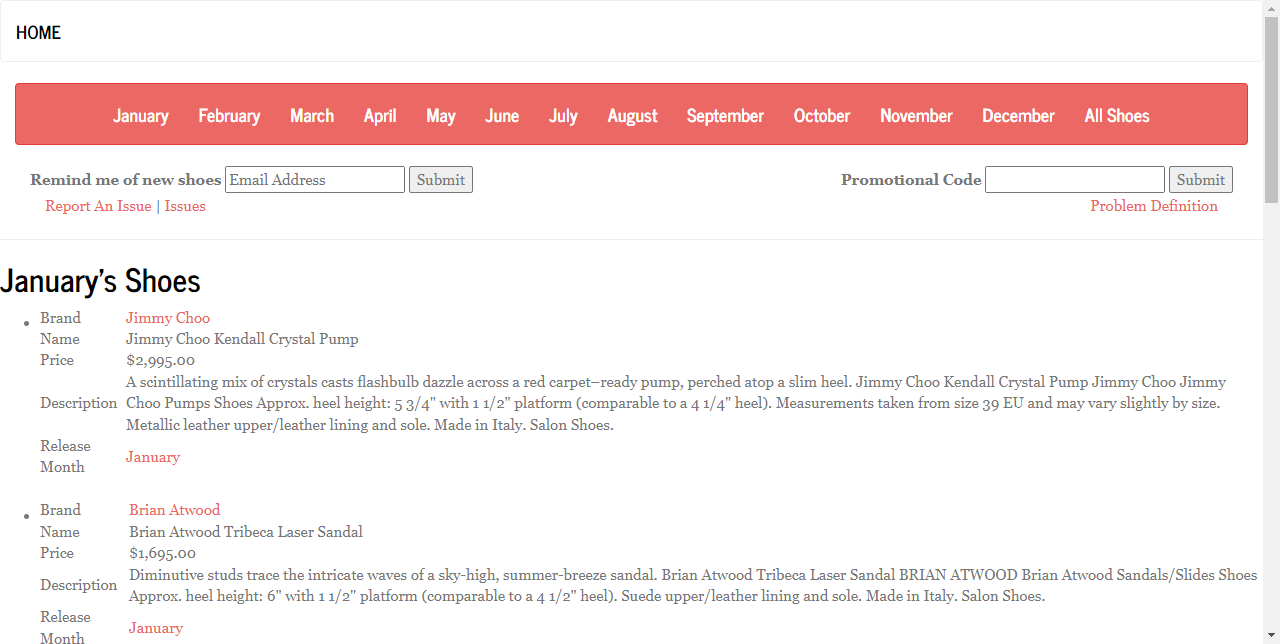 HOME
January February March April May June July August September October November December All Shoes
Remind me of new shoes Email Address Submit Promotional Code Submit
Report An Issue | Issues Problem Definition
January's Shoes
Brand Jimmy Choo
Name Jimmy Choo Kendall Crystal Pump
Price $2,995.00
A scintillating mix of crystals casts flashbulb dazzle across a red carpet–ready pump, perched atop a slim heel. Jimmy Choo Kendall Crystal Pump Jimmy Choo Jimmy
Description Choo Pumps Shoes Approx. heel height: 5 3/4" with 1 1/2" platform (comparable to a 4 1/4" heel). Measurements taken from size 39 EU and may vary slightly by size.
Metallic leather upper/leather lining and sole. Made in Italy. Salon Shoes.
Release
Month January
Brand Brian Atwood
Name Brian Atwood Tribeca Laser Sandal
Price $1,695.00
Description Diminutive studs trace the intricate waves of a sky-high, summer-breeze sandal. Brian Atwood Tribeca Laser Sandal BRIAN ATWOOD Brian Atwood Sandals/Slides Shoes
Approx. heel height: 6" with 1 1/2" platform (comparable to a 4 1/2" heel). Suede upper/leather lining and sole. Made in Italy. Salon Shoes.
Release
Month January